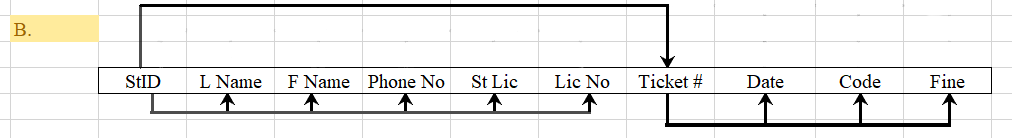 B.
StID L Name F Name Phone No St Lic Lic No Ticket # Date Code Fine